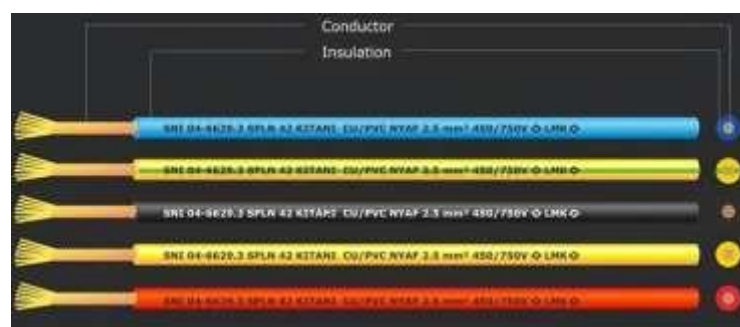 Conductor
Insulation
SNI 04-6629.3 SPLN 42 KITANI CU/PVC NYAF 2.5 mm² 450/750V LMK
SNI 04-6629.3 SPLN 42 KITANI CU/PVC NYAF 2.5 mm² 450/750V LMK
SNI 04-6629.3 SPLN 42 KITANI CU/PVC NYAF 2.5 mm² 450/750V LMK
SNI 04-6629.3 SPLN 42 KITANI CU/PVC NYAF 2.5 mm² 450/750V LMK
SNI 04-6629.3 SPLN 42 KITANI CU/PVC NYAF 2.5 mm² 450/750V LMK